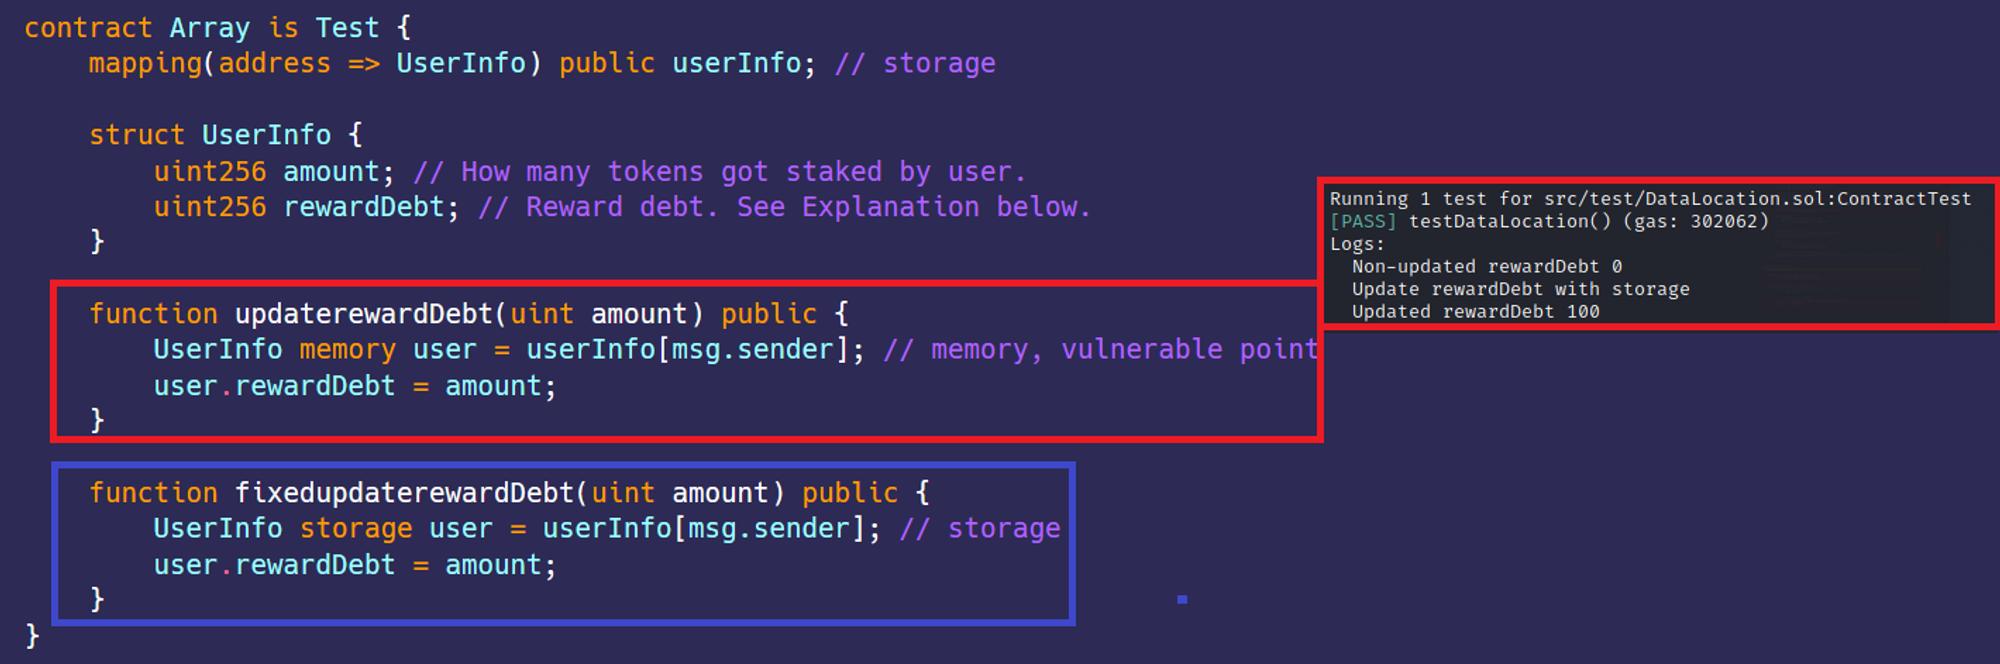 contract Array is Test {
mapping(address => UserInfo) public userInfo; // storage
struct UserInfo {
uint256 amount; // How many tokens got staked by user.
uint256 rewardDebt; // Reward debt. See Explanation below.
}
function updaterewardDebt(uint amount) public {
UserInfo memory user = userInfo[msg.sender]; // memory, vulnerable point
user.rewardDebt = amount;
}
function fixedupdaterewardDebt(uint amount) public {
UserInfo storage user = userInfo[msg.sender]; // storage
user.rewardDebt = amount;
}
}
Running 1 test for src/test/DataLocation.sol:ContractTest
[PASS] testDataLocation() (gas: 302062)
Logs:
Non-updated rewardDebt 0
Update rewardDebt with storage
Updated rewardDebt 100